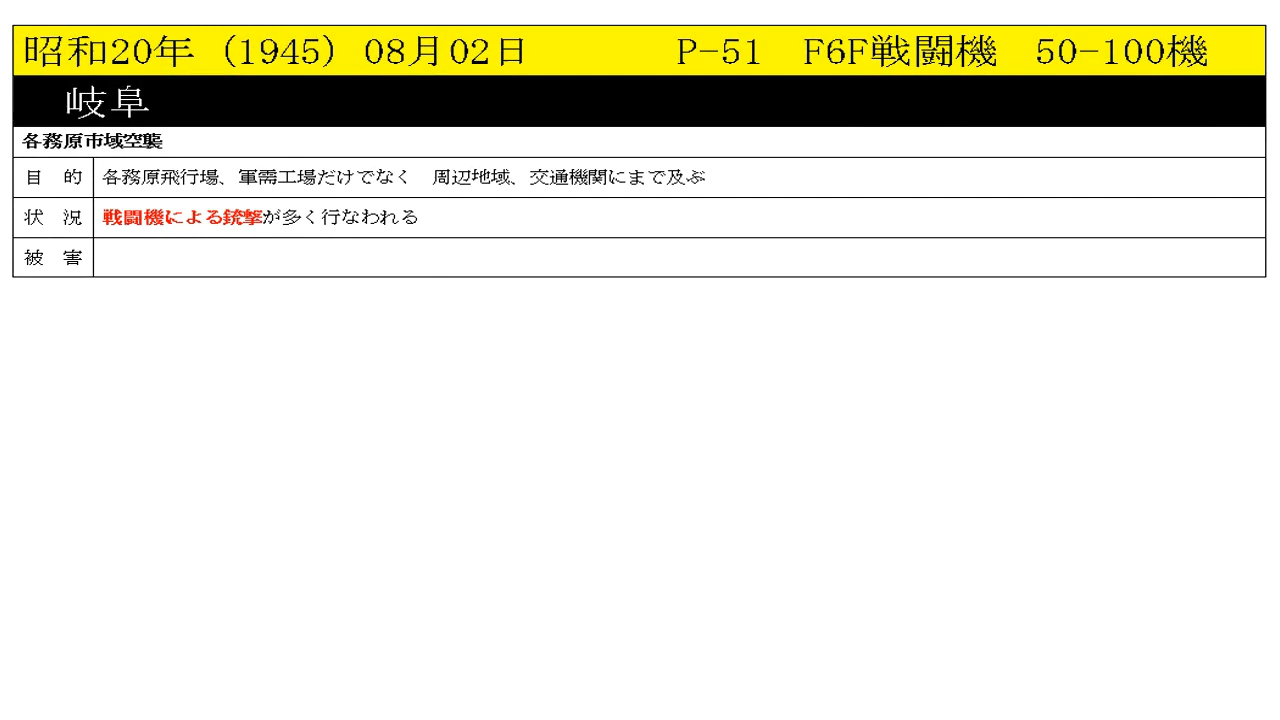 昭和20年（1945）08月02日　　　P−51　F6F戦闘機　50−100機
岐阜
各務原市域空襲
目　的　各務原飛行場、軍需工場だけでなく　周辺地域、交通機関にまで及ぶ
状　況　戦闘機による銃撃が多く行なわれる
被　害